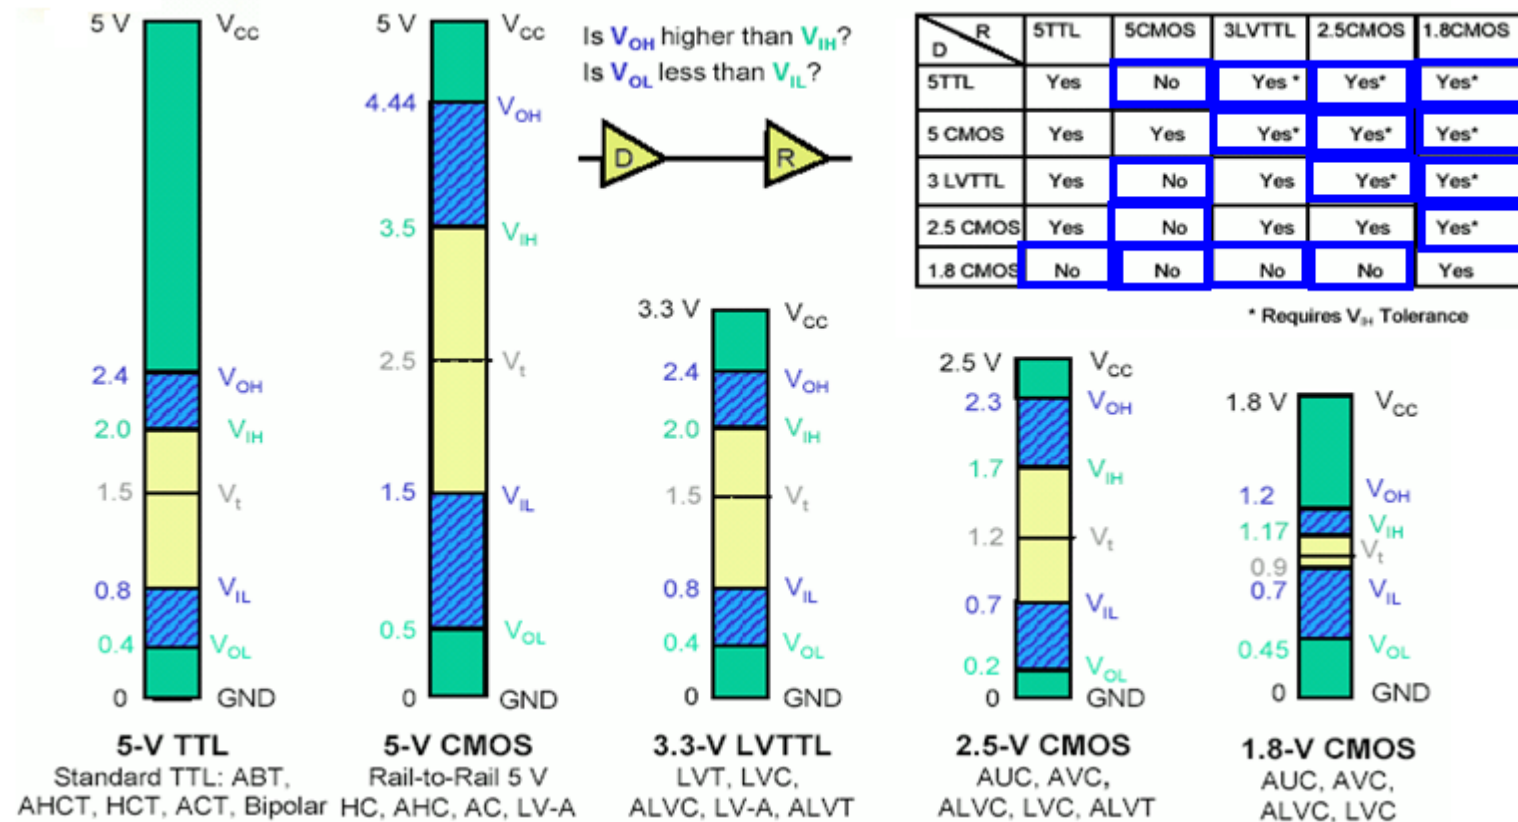 5 V VCC
2.4 VOH
2.0 VIH
1.5 Vt
0.8 VIL
0.4 VOL
0 GND
5-V TTL
Standard TTL: ABT,
AHCT, HCT, ACT, Bipolar
5 V VCC
4.44 VOH
3.5 VIH
2.5 Vt
1.5 VIL
0.5 VOL
0 GND
5-V CMOS
Rail-to-Rail 5 V
HC, AHC, AC, LV-A
Is VOH higher than VIH?
Is VOL less than VIL?
D R
3.3 V VCC
2.4 VOH
2.0 VIH
1.5 Vt
0.8 VIL
0.4 VOL
0 GND
3.3-V LVTTL
LVT, LVC,
ALVC, LV-A, ALVT
R
D
5TTL 5CMOS 3LVTTL 2.5CMOS 1.8CMOS
5TTL Yes No Yes * Yes* Yes*
5 CMOS Yes Yes Yes* Yes* Yes*
3 LVTTL Yes No Yes Yes* Yes*
2.5 CMOS Yes No Yes Yes Yes*
1.8 CMOS No No No No Yes
* Requires VIH Tolerance
2.5 V VCC
2.3 VOH
1.7 VIH
1.2 Vt
0.7 VIL
0.2 VOL
0 GND
2.5-V CMOS
AUC, AVC,
ALVC, LVC, ALVT
1.8 V VCC
1.2 VOH
1.17 VIH
0.9 Vt
0.7 VIL
0.45 VOL
0 GND
1.8-V CMOS
AUC, AVC,
ALVC, LVC